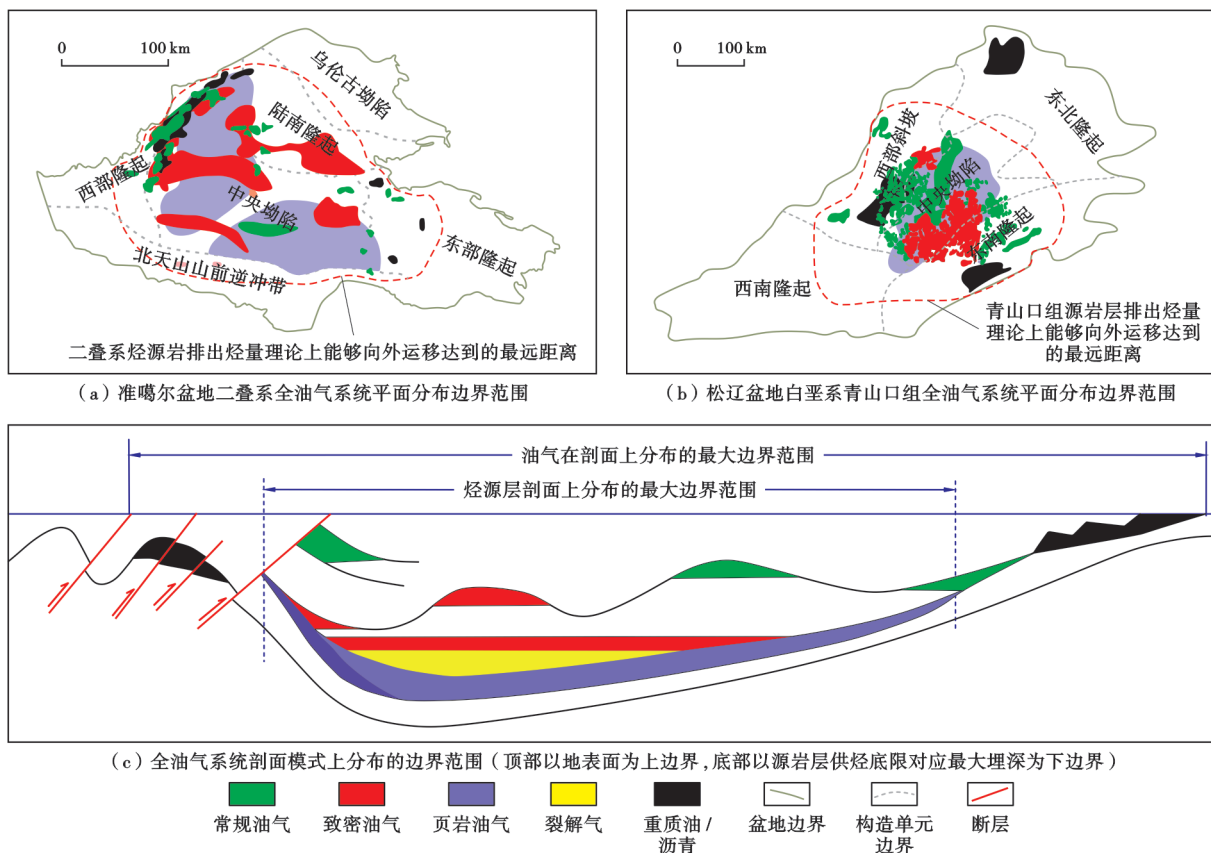 0
100 km
乌伦古坳陷
陆南隆起
西部隆起
中央坳陷
东部隆起
北天山山前逆冲带
二叠系烃源岩排出烃量理论上能够向外运移达到的最远距离
(a) 准噶尔盆地二叠系全油气系统平面分布边界范围
0
100 km
东北隆起
西部斜坡
中央坳陷
东南隆起
西南隆起
青山口组源岩层排出烃量
理论上能够向外运移达到
的最远距离
(b) 松辽盆地白垩系青山口组全油气系统平面分布边界范围
油气在剖面上分布的最大边界范围
烃源层剖面上分布的最大边界范围
(c) 全油气系统剖面模式上分布的边界范围(顶部以地表面为上边界,底部以源岩层供烃底限对应最大埋深为下边界)
常规油气
致密油气
页岩油气
裂解气
重质油/
沥青
盆地边界
构造单元
边界
断层